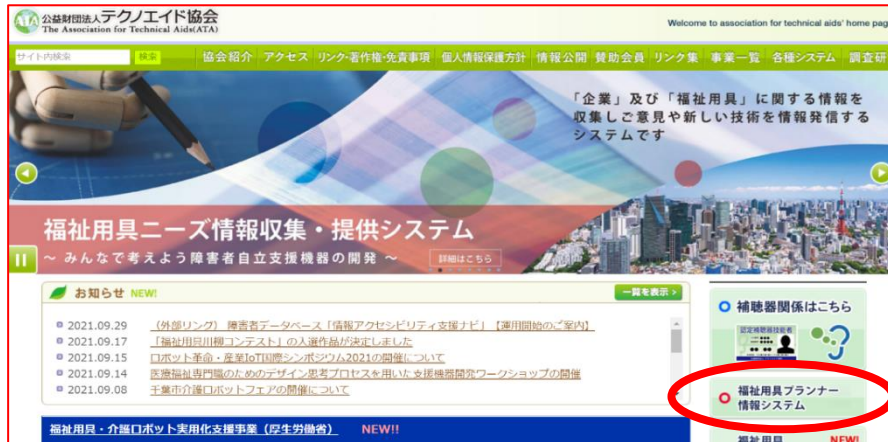 公益財団法人テクノエイド協会
The Association for Technical Aids(ATA)
Welcome to association for technical aids' home pag
サイト内検索 検索 協会紹介 アクセス リンク・著作権・免責事項 個人情報保護方針 情報公開 賛助会員 リンク集 事業一覧 各種システム 調査研
「企業」及び「福祉用具」に関する情報を
収集しご意見や新しい技術を情報発信する
システムです
福祉用具ニーズ情報収集・提供システム
～ みんなで考えよう障害者自立支援機器の開発 ～ 詳細はこちら
お知らせ NEW! 一覧を表示 >
2021.09.29 (外部リンク) 障害者データベース「情報アクセシビリティ支援ナビ」【運用開始のご案内】
2021.09.17 「福祉用具川柳コンテスト」の入選作品が決定しました
2021.09.15 ロボット革命・産業IoT国際シンポジウム2021の開催について
2021.09.14 医療福祉専門職のためのデザイン思考プロセスを用いた支援機器開発ワークショップの開催
2021.09.08 千葉市介護ロボットフェアの開催について
福祉用具・介護ロボット実用化支援事業（厚生労働省） NEW!!
補聴器関係はこちら
認定補聴器技能者
福祉用具プランナー
情報システム
福祉用具 NEW!